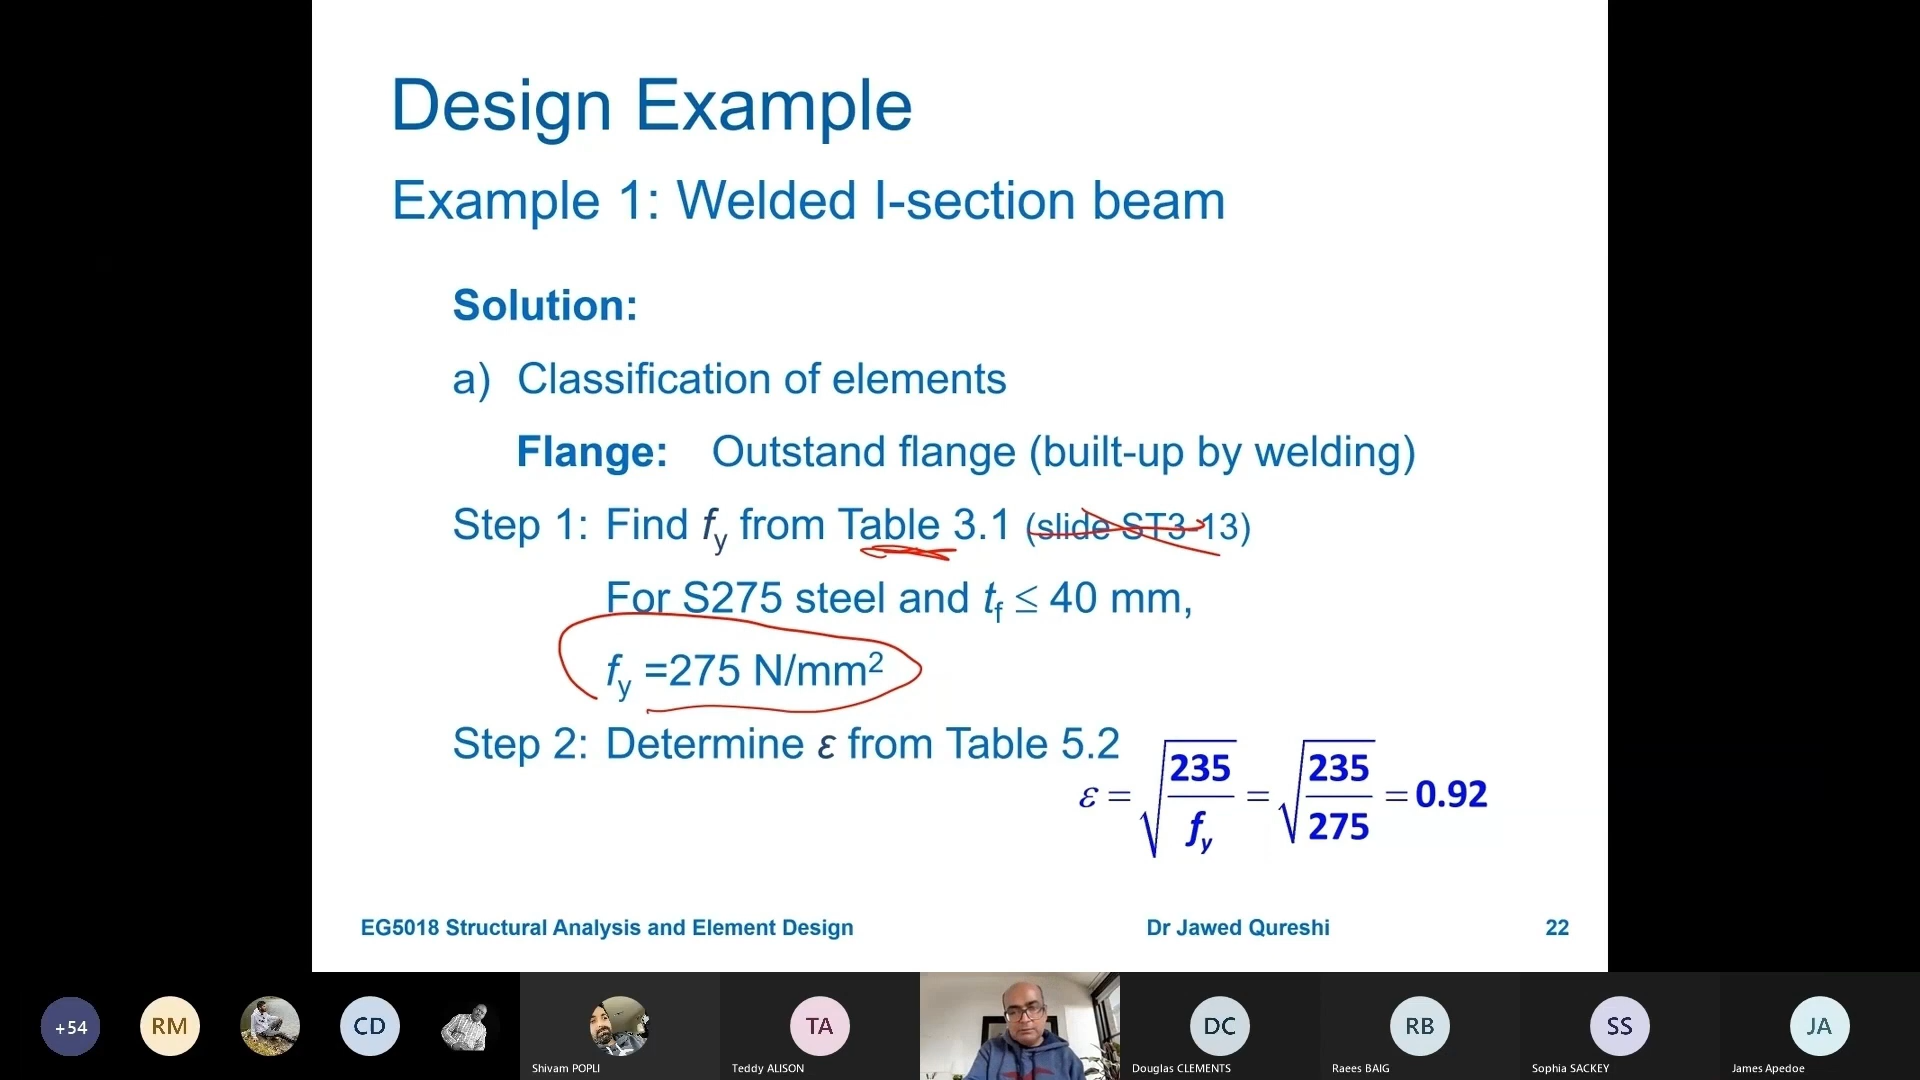 Design Example
Example 1: Welded I-section beam
Solution:
a) Classification of elements
Flange: Outstand flange (built-up by welding)
Step 1: Find fy from Table 3.1 (slide ST3-13)
For S275 steel and tf ≤ 40 mm,
fy =275 N/mm²
Step 2: Determine ε from Table 5.2
ε = √(235/fy) = √(235/275) = 0.92
EG5018 Structural Analysis and Element Design Dr Jawed Qureshi 22
+54 RM CD TA DC RB SS JA
Shivam POPLI Teddy ALISON Douglas CLEMENTS Raees BAIG Sophia SACKEY James Apedoe